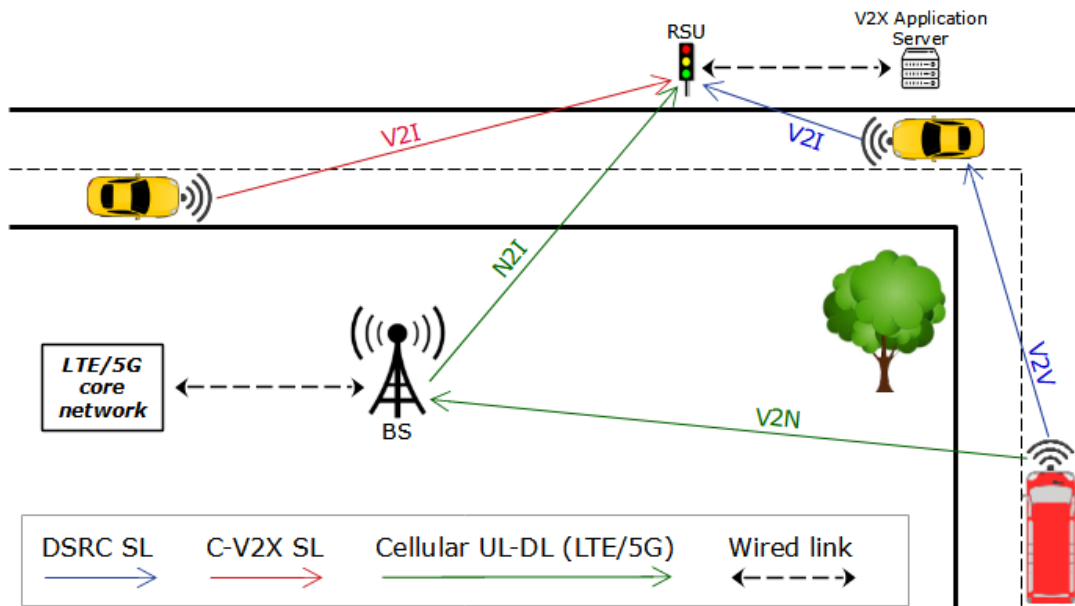 V2X Application
Server
RSU
V2I
V2I
N2I
V2V
LTE/5G
core
network
BS
V2N
DSRC SL
C-V2X SL
Cellular UL-DL (LTE/5G)
Wired link